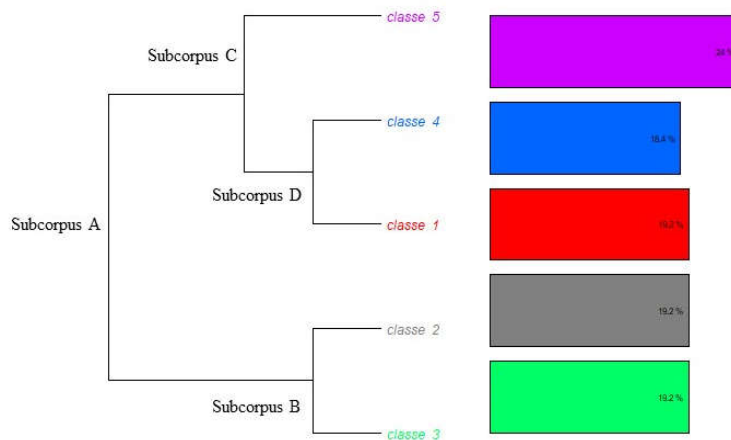 classe 5
24 %
Subcorpus C
classe 4
18.4 %
Subcorpus D
Subcorpus A
classe 1
19.2 %
classe 2
19.2 %
Subcorpus B
classe 3
19.2 %